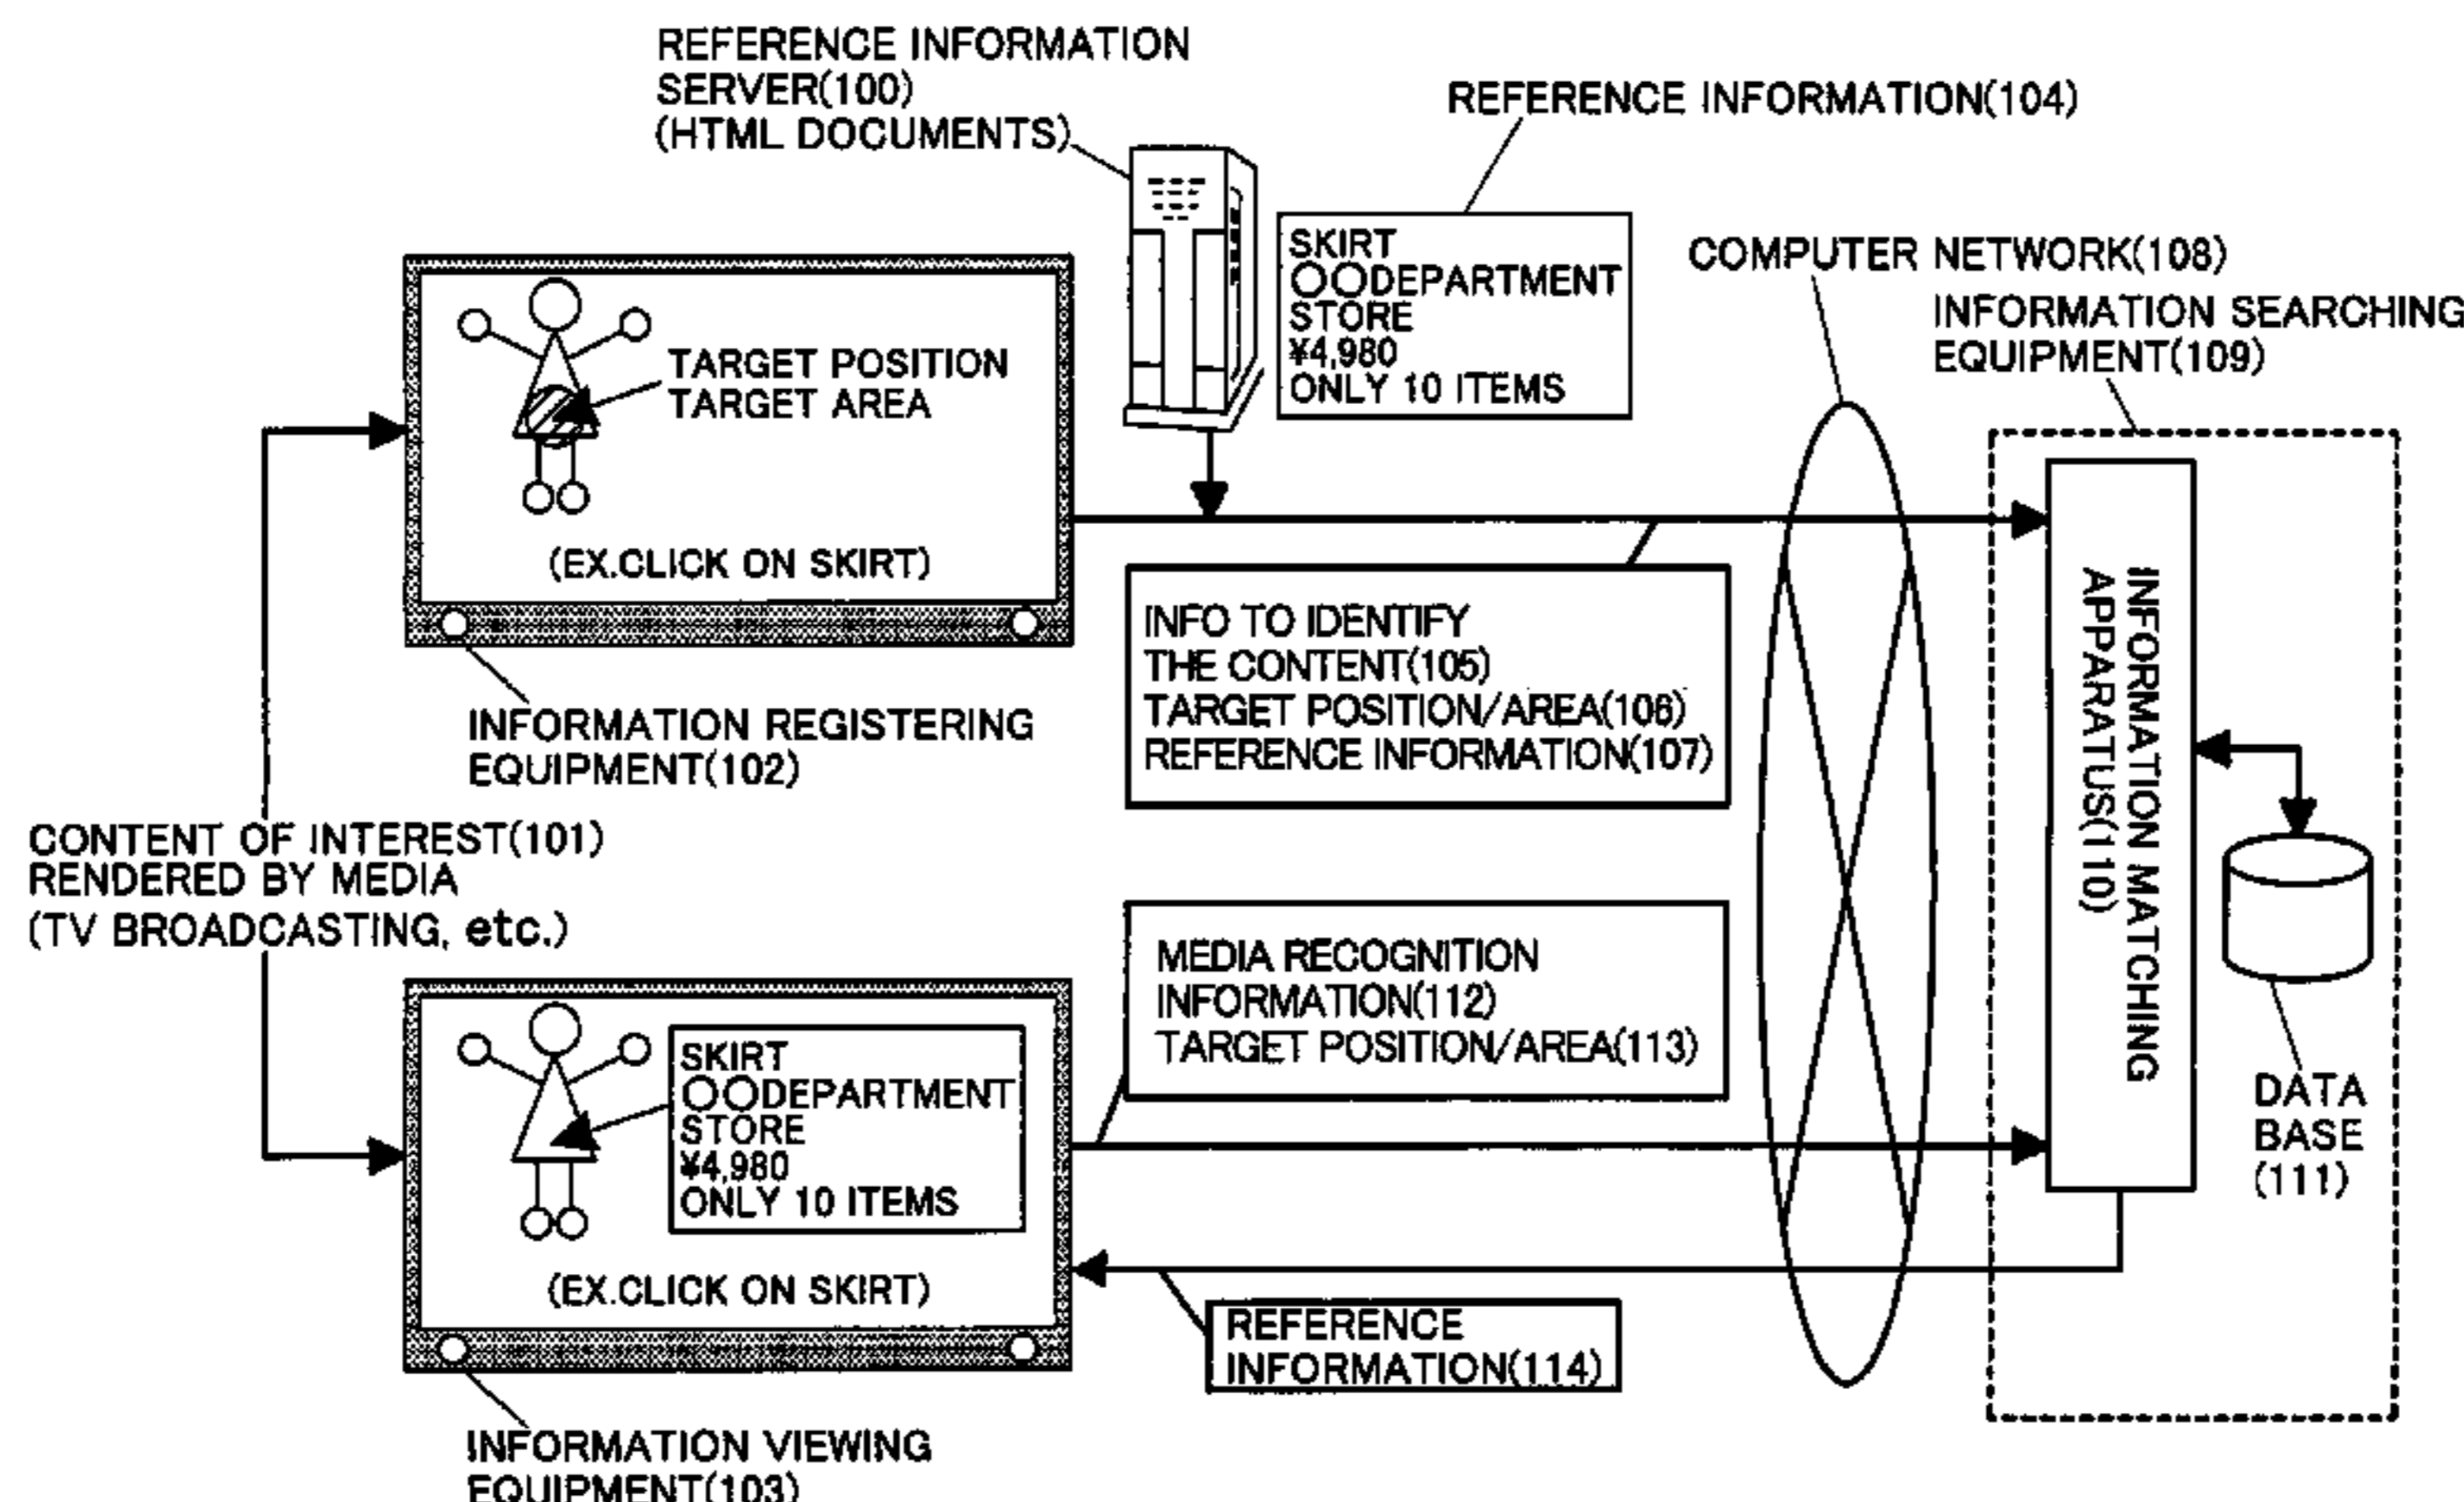 REFERENCE INFORMATION
SERVER(100)
(HTML DOCUMENTS)
REFERENCE INFORMATION(104)
SKIRT
○○DEPARTMENT
STORE
¥4,980
ONLY 10 ITEMS
COMPUTER NETWORK(108)
INFORMATION SEARCHING
EQUIPMENT(109)
TARGET POSITION
TARGET AREA
(EX.CLICK ON SKIRT)
INFORMATION REGISTERING
EQUIPMENT(102)
INFO TO IDENTIFY
THE CONTENT(105)
TARGET POSITION/AREA(106)
REFERENCE INFORMATION(107)
INFORMATION MATCHING
APPARATUS(110)
CONTENT OF INTEREST(101)
RENDERED BY MEDIA
(TV BROADCASTING, etc.)
MEDIA RECOGNITION
INFORMATION(112)
TARGET POSITION/AREA(113)
DATA
BASE
(111)
SKIRT
○○DEPARTMENT
STORE
¥4,980
ONLY 10 ITEMS
(EX.CLICK ON SKIRT)
REFERENCE
INFORMATION(114)
INFORMATION VIEWING
EQUIPMENT(103)